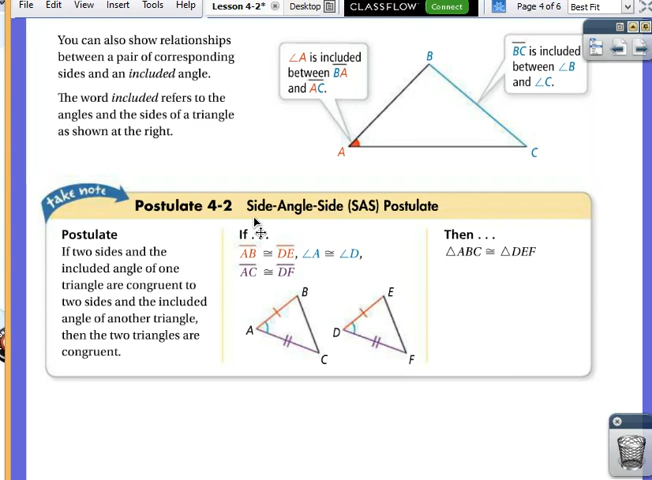 File Edit View Insert Tools Help
Lesson 4-2*
Desktop
CLASSFLOW
Connect
Page 4 of 6
Best Fit
You can also show relationships
between a pair of corresponding
sides and an included angle.
The word included refers to the
angles and the sides of a triangle
as shown at the right.
∠A is included
between BA
and AC.
B
BC is included
between ∠B
and ∠C.
A
C
take note
Postulate 4-2 Side-Angle-Side (SAS) Postulate
Postulate
If two sides and the
included angle of one
triangle are congruent to
two sides and the included
angle of another triangle,
then the two triangles are
congruent.
If . . .
AB ≅ DE, ∠A ≅ ∠D,
AC ≅ DF
B
A
C
E
D
F
Then . . .
△ABC ≅ △DEF